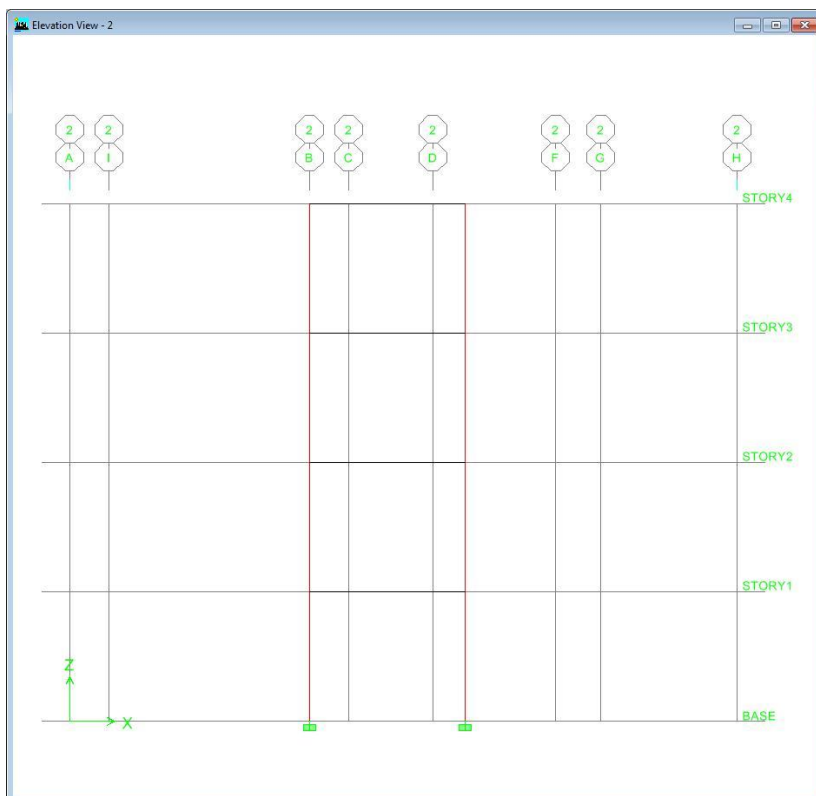 Elevation View - 2
2 2 2 2 2 2 2 2
A I B C D F G H
STORY4
STORY3
STORY2
STORY1
Z
X
BASE